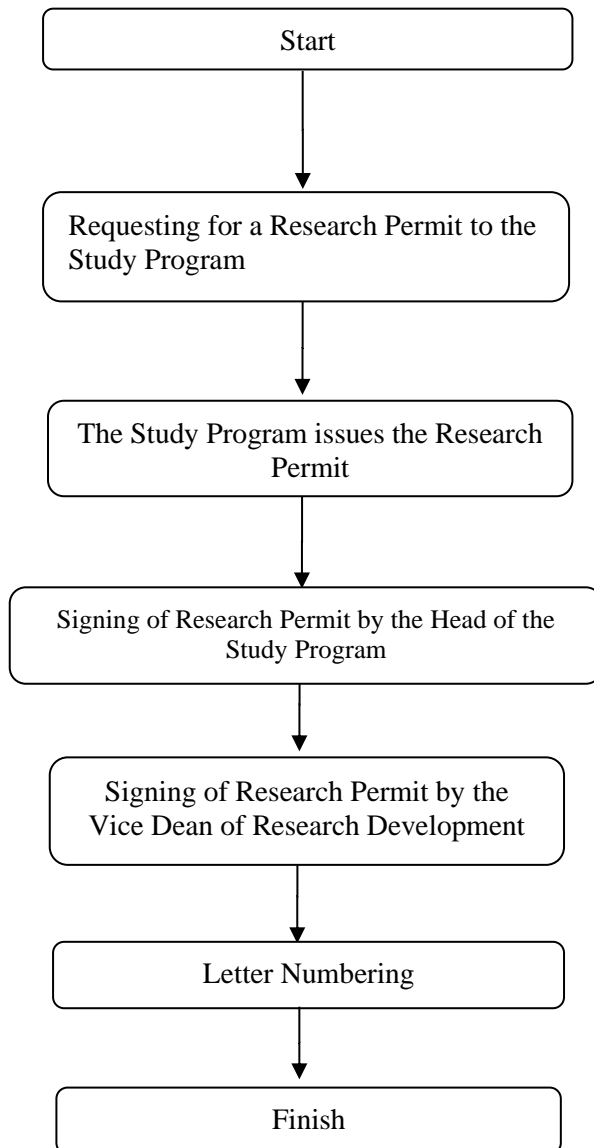 Start
Requesting for a Research Permit to the
Study Program
The Study Program issues the Research
Permit
Signing of Research Permit by the Head of the
Study Program
Signing of Research Permit by the
Vice Dean of Research Development
Letter Numbering
Finish